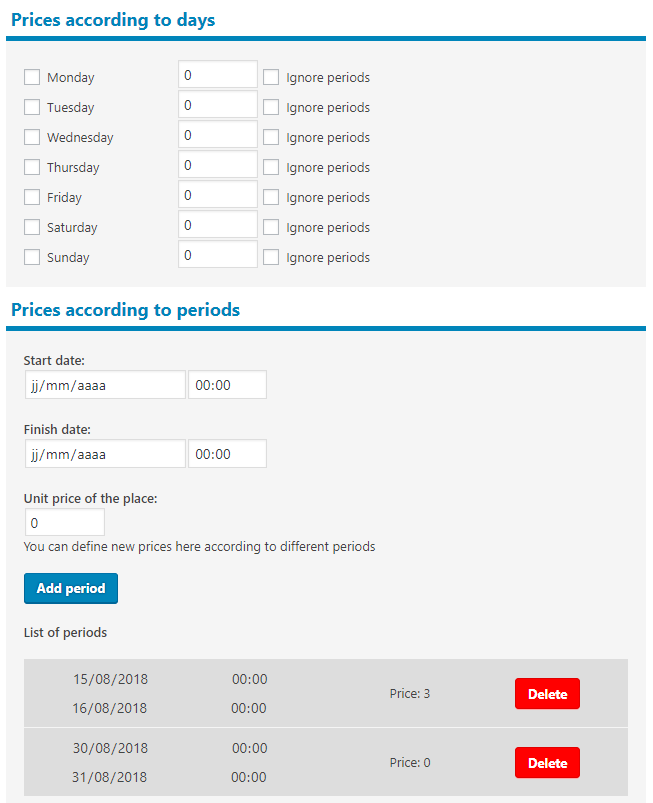 Prices according to days
Monday 0 Ignore periods
Tuesday 0 Ignore periods
Wednesday 0 Ignore periods
Thursday 0 Ignore periods
Friday 0 Ignore periods
Saturday 0 Ignore periods
Sunday 0 Ignore periods
Prices according to periods
Start date:
jj/mm/aaaa 00:00
Finish date:
jj/mm/aaaa 00:00
Unit price of the place:
0
You can define new prices here according to different periods
Add period
List of periods
15/08/2018 00:00
Price: 3 Delete
16/08/2018 00:00
30/08/2018 00:00
Price: 0 Delete
31/08/2018 00:00